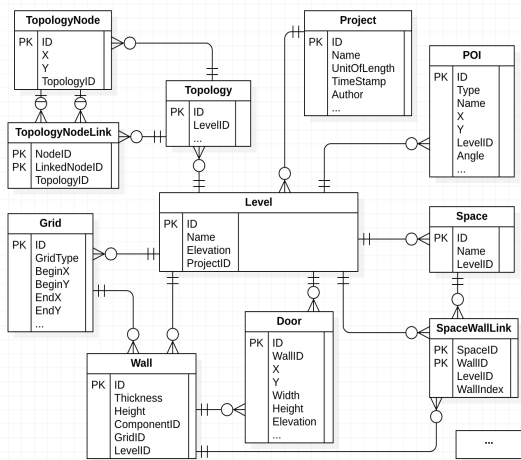 TopologyNode
PK ID
X
Y
TopologyID
Project
PK ID
Name
UnitOfLength
TimeStamp
Author
...
POI
PK ID
Type
Name
X
Y
LevelID
Angle
...
Topology
PK ID
LevelID
...
TopologyNodeLink
PK NodeID
PK LinkedNodeID
TopologyID
Level
PK ID
Name
Elevation
ProjectID
Grid
PK ID
GridType
BeginX
BeginY
EndX
EndY
...
Space
PK ID
Name
LevelID
Door
PK ID
WallID
X
Y
Width
Height
Elevation
...
SpaceWallLink
PK SpaceID
PK WallID
LevelID
WallIndex
Wall
PK ID
Thickness
Height
ComponentID
GridID
LevelID
...